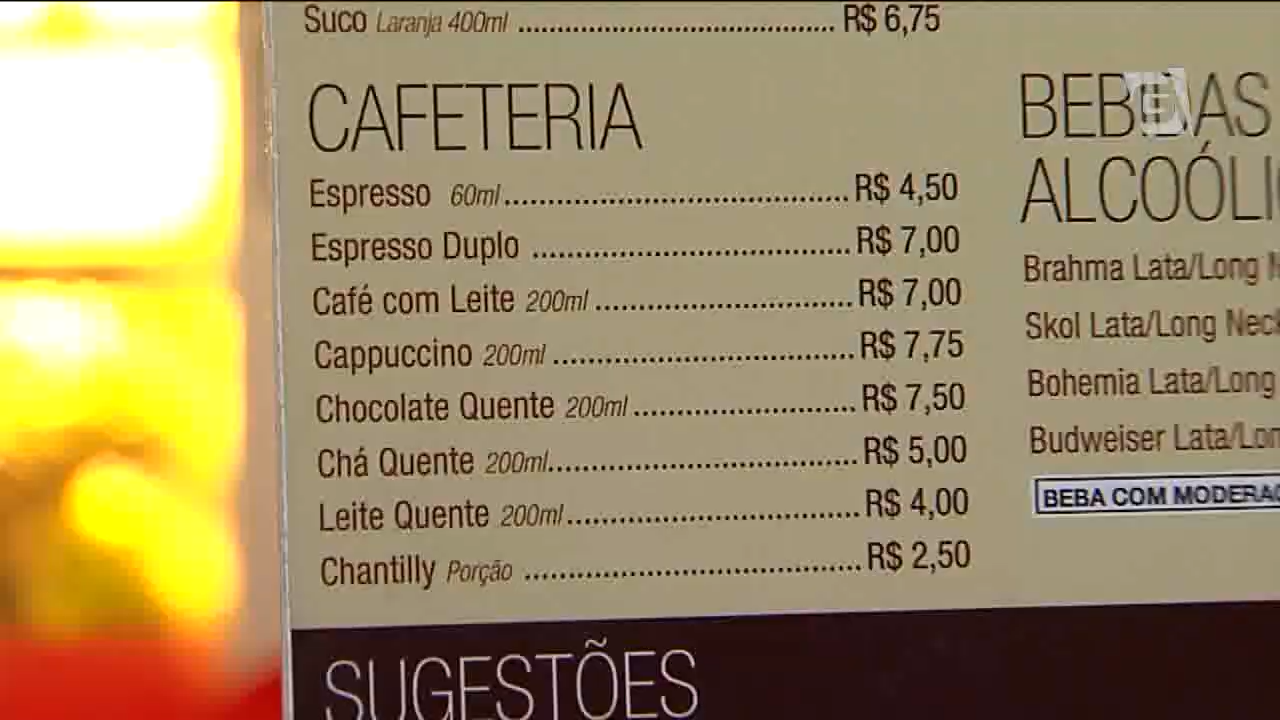 Suco Laranja 400ml ........................................ R$ 6,75
CAFETERIA
Espresso 60ml ........................................ R$ 4,50
Espresso Duplo ........................................ R$ 7,00
Café com Leite 200ml ........................................ R$ 7,00
Cappuccino 200ml ........................................ R$ 7,75
Chocolate Quente 200ml ........................................ R$ 7,50
Chá Quente 200ml ........................................ R$ 5,00
Leite Quente 200ml ........................................ R$ 4,00
Chantilly Porção ........................................ R$ 2,50
BEBIDAS
ALCOÓLI
Brahma Lata/Long
Skol Lata/Long Nec
Bohemia Lata/Long
Budweiser Lata/Lon
BEBA COM MODERAÇ
SUGESTÕES